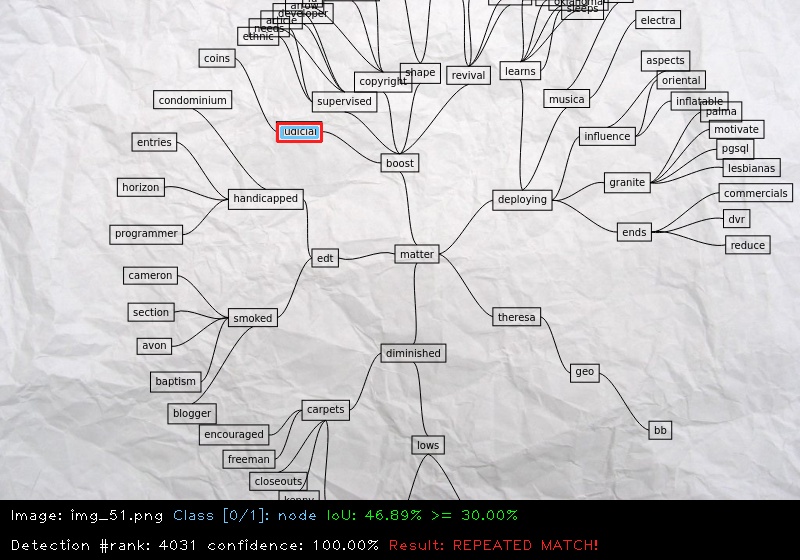 oklahoma
arrow
developer
sleeps
article
electra
needs
ethnic
coins
aspects
shape
learns
revival
copyright
oriental
condominium
supervised
musica
inflatable
palma
judicial
motivate
entries
influence
pgsql
boost
lesbianas
horizon
granite
handicapped
deploying
commercials
dvr
programmer
ends
reduce
edt
matter
cameron
section
smoked
theresa
avon
diminished
baptism
geo
blogger
carpets
encouraged
bb
lows
freeman
closeouts
kenny
Image: img_51.png Class [0/1]: node IoU: 46.89% >= 30.00%
Detection #rank: 4031 confidence: 100.00% Result: REPEATED MATCH!